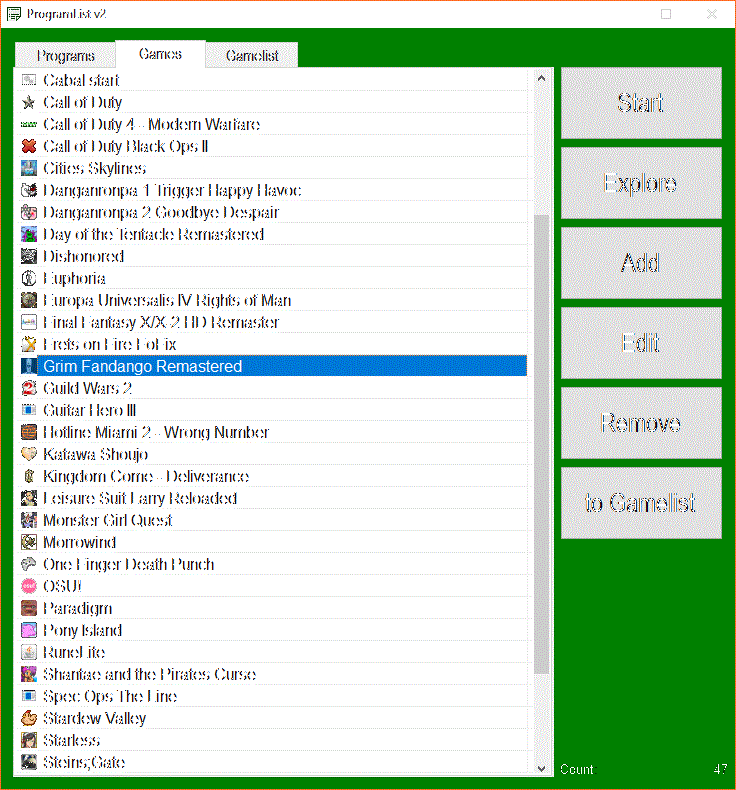 ProgramList v2
Programs
Games
Gamelist
Cabal start
Call of Duty
Call of Duty 4 - Modern Warfare
Call of Duty Black Ops II
Cities Skylines
Danganronpa 1 Trigger Happy Havoc
Danganronpa 2 Goodbye Despair
Day of the Tentacle Remastered
Dishonored
Euphoria
Europa Universalis IV Rights of Man
Final Fantasy X/X-2 HD Remaster
Frets on Fire FoFix
Grim Fandango Remastered
Guild Wars 2
Guitar Hero III
Hotline Miami 2 - Wrong Number
Katawa Shoujo
Kingdom Come - Deliverance
Leisure Suit Larry Reloaded
Monster Girl Quest
Morrowind
One Finger Death Punch
OSU!
Paradigm
Pony Island
RuneLite
Shantae and the Pirates Curse
Spec Ops The Line
Stardew Valley
Starless
Steins;Gate
Start
Explore
Add
Edit
Remove
to Gamelist
Count 47